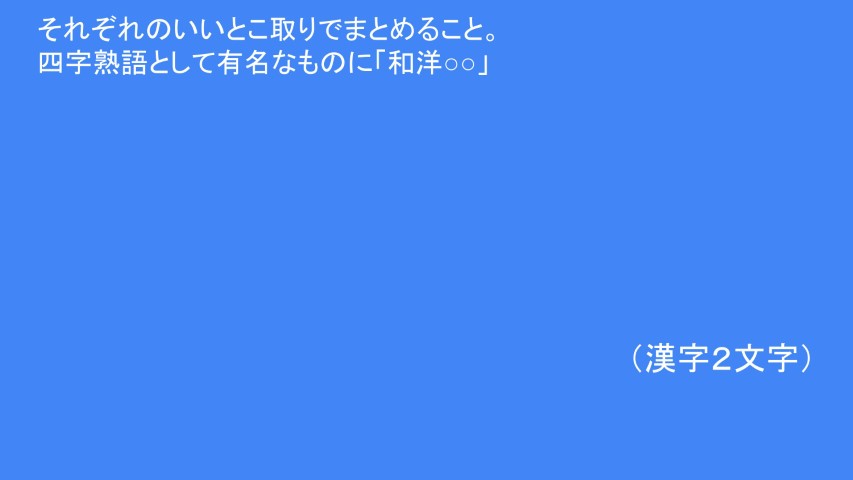 それぞれのいいとこ取りでまとめること。
四字熟語として有名なものに「和洋○○」
（漢字２文字）